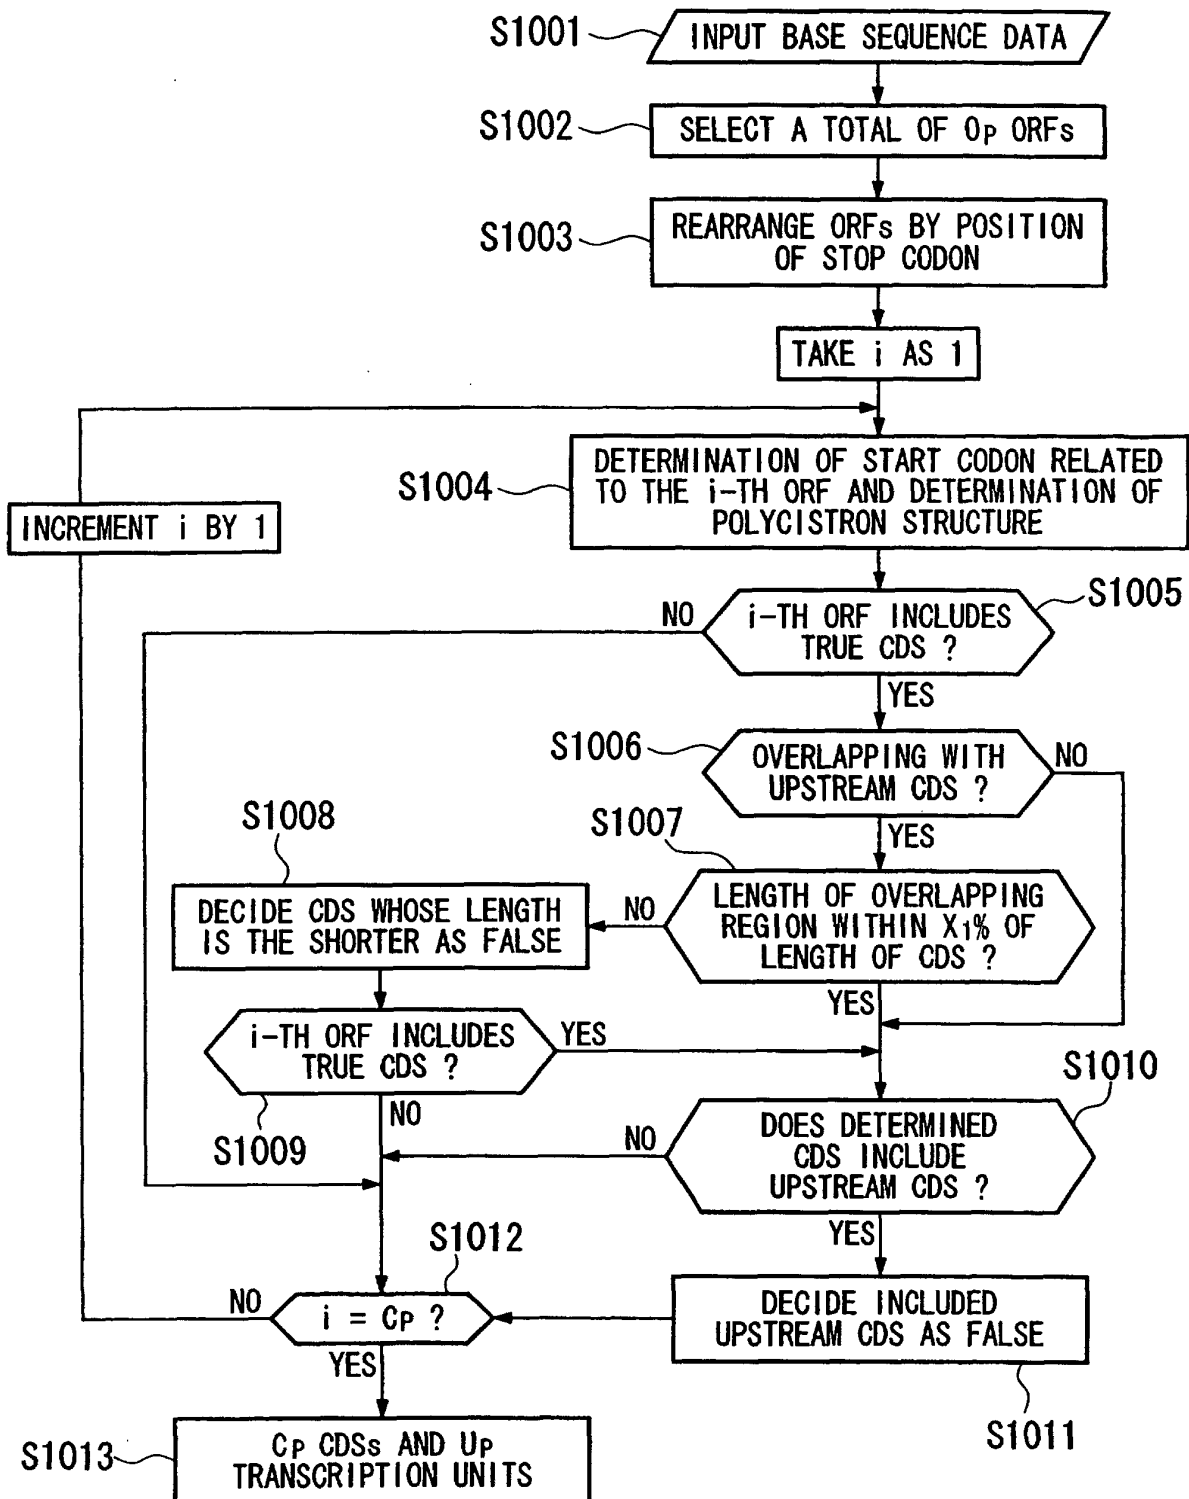 S1001
INPUT BASE SEQUENCE DATA
S1002
SELECT A TOTAL OF OP ORFs
S1003
REARRANGE ORFs BY POSITION
OF STOP CODON
TAKE i AS 1
S1004
DETERMINATION OF START CODON RELATED
TO THE i-TH ORF AND DETERMINATION OF
POLYCISTRON STRUCTURE
INCREMENT i BY 1
S1005
NO
i-TH ORF INCLUDES
TRUE CDS ?
YES
S1006
OVERLAPPING WITH
UPSTREAM CDS ?
NO
YES
S1007
LENGTH OF OVERLAPPING
REGION WITHIN X1% OF
LENGTH OF CDS ?
NO
YES
S1008
DECIDE CDS WHOSE LENGTH
IS THE SHORTER AS FALSE
i-TH ORF INCLUDES
TRUE CDS ?
YES
NO
S1009
S1010
DOES DETERMINED
CDS INCLUDE
UPSTREAM CDS ?
NO
YES
S1012
i = CP ?
NO
YES
DECIDE INCLUDED
UPSTREAM CDS AS FALSE
S1011
S1013
CP CDSs AND UP
TRANSCRIPTION UNITS